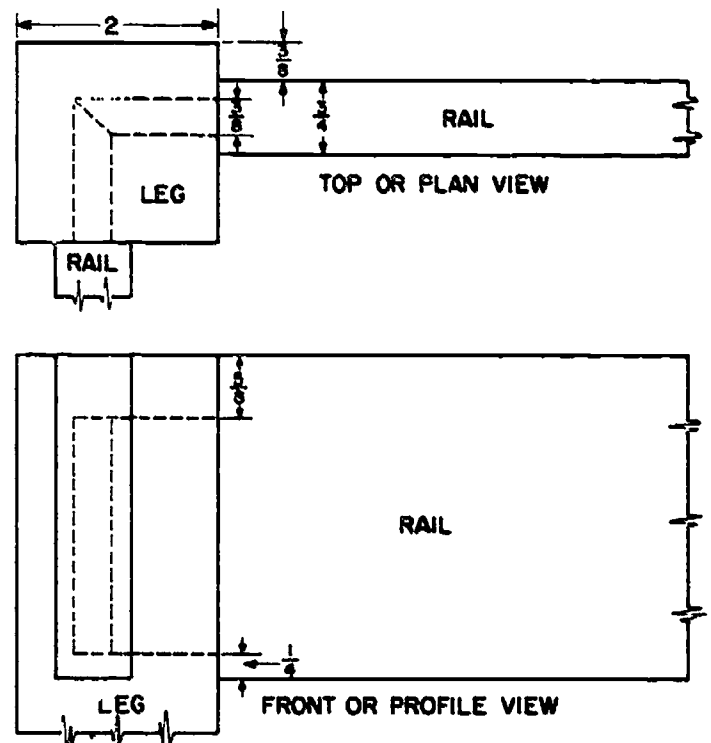 2
3/8
3/8
3/4
RAIL
LEG
TOP OR PLAN VIEW
RAIL
5/8
RAIL
1/4
LEG
FRONT OR PROFILE VIEW